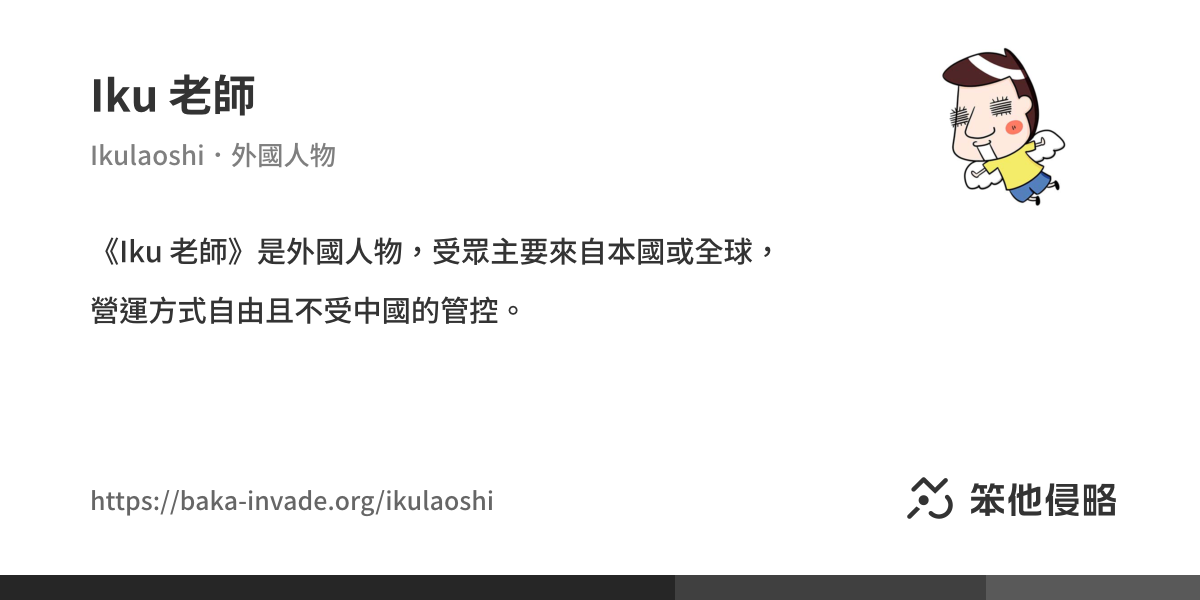 Iku 老師
Ikulaoshi・外國人物
《Iku 老師》是外國人物，受眾主要來自本國或全球，
營運方式自由且不受中國的管控。
https://baka-invade.org/ikulaoshi
笨他侵略